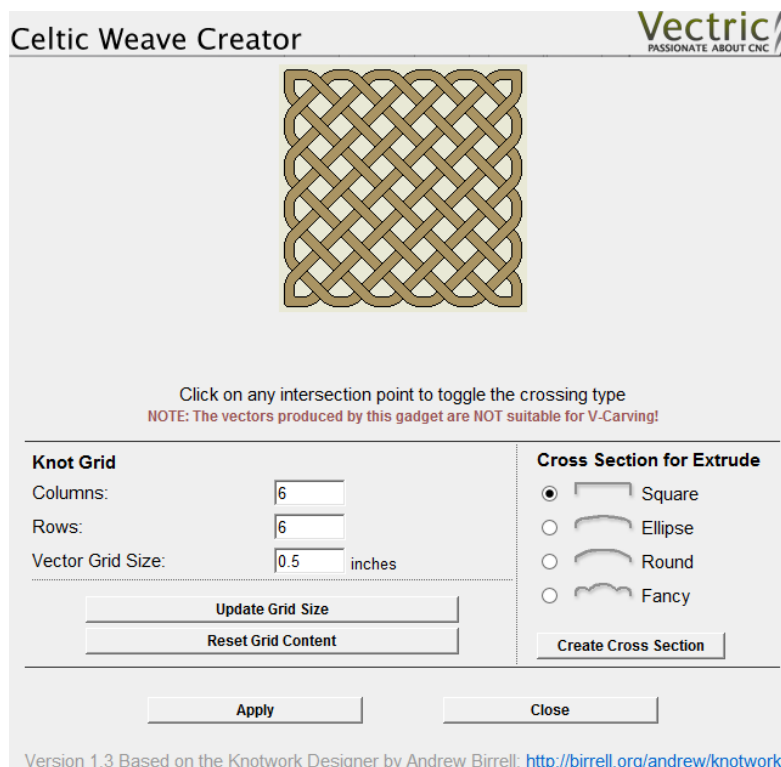 Celtic Weave Creator
Vectric
PASSIONATE ABOUT CNC
Click on any intersection point to toggle the crossing type
NOTE: The vectors produced by this gadget are NOT suitable for V-Carving!
Knot Grid
Columns: 6
Rows: 6
Vector Grid Size: 0.5 inches
Update Grid Size
Reset Grid Content
Cross Section for Extrude
Square
Ellipse
Round
Fancy
Create Cross Section
Apply Close
Version 1.3 Based on the Knotwork Designer by Andrew Birrell: http://birrell.org/andrew/knotwork